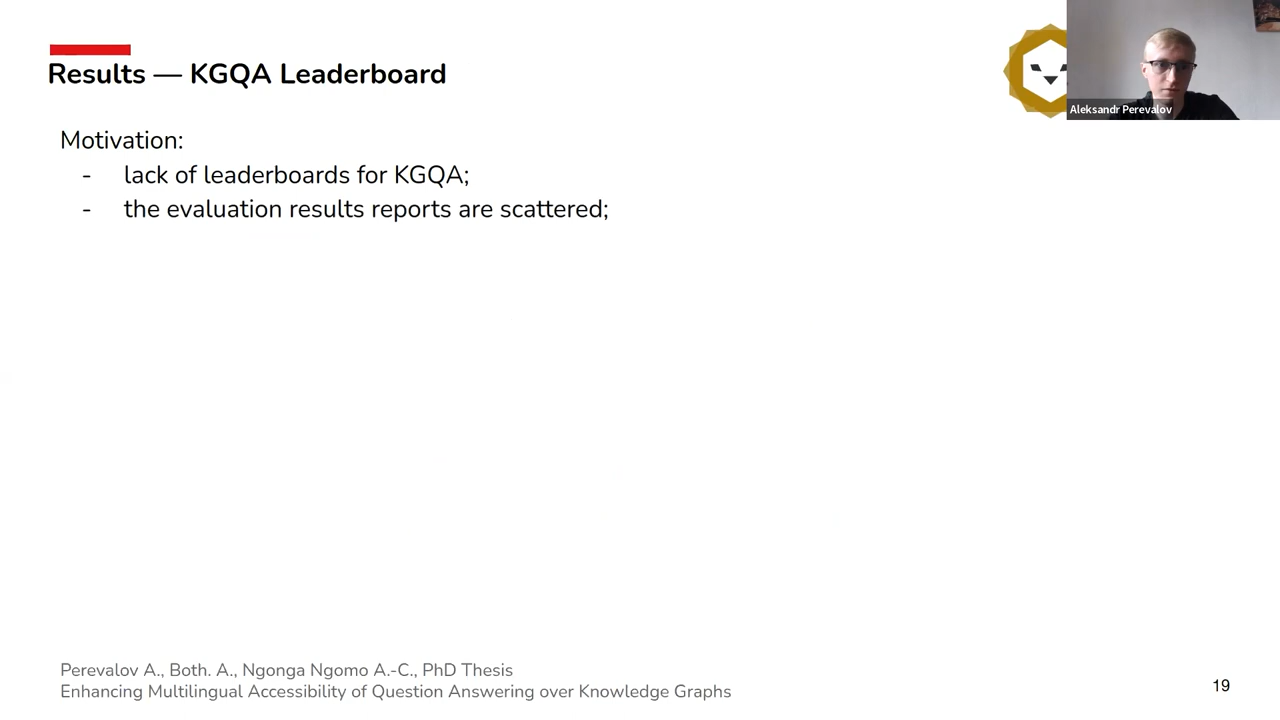 Results — KGQA Leaderboard
Aleksandr Perevalov
Motivation:
- lack of leaderboards for KGQA;
- the evaluation results reports are scattered;
Perevalov A., Both. A., Ngonga Ngomo A.-C., PhD Thesis
Enhancing Multilingual Accessibility of Question Answering over Knowledge Graphs
19